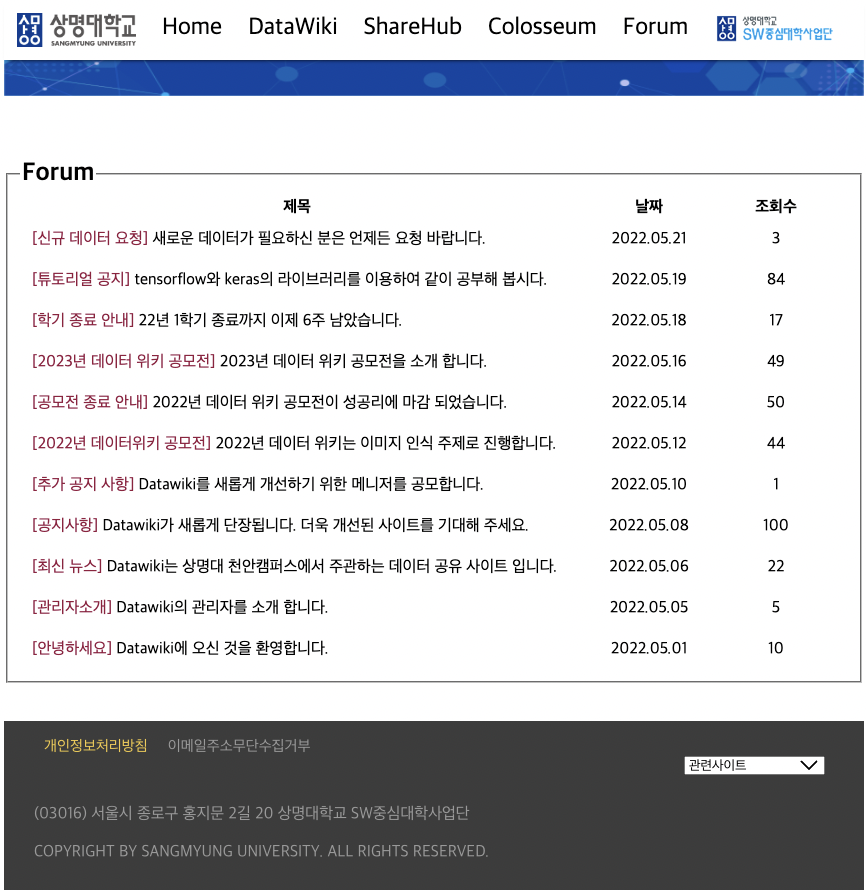 상명대학교 SANGMYUNG UNIVERSITY Home DataWiki ShareHub Colosseum Forum 상명대학교 SW중심대학사업단
Forum
제목 날짜 조회수
[신규 데이터 요청] 새로운 데이터가 필요하신 분은 언제든 요청 바랍니다. 2022.05.21 3
[튜토리얼 공지] tensorflow와 keras의 라이브러리를 이용하여 같이 공부해 봅시다. 2022.05.19 84
[학기 종료 안내] 22년 1학기 종료까지 이제 6주 남았습니다. 2022.05.18 17
[2023년 데이터 위키 공모전] 2023년 데이터 위키 공모전을 소개 합니다. 2022.05.16 49
[공모전 종료 안내] 2022년 데이터 위키 공모전이 성공리에 마감 되었습니다. 2022.05.14 50
[2022년 데이터위키 공모전] 2022년 데이터 위키는 이미지 인식 주제로 진행합니다. 2022.05.12 44
[추가 공지 사항] Datawiki를 새롭게 개선하기 위한 메니저를 공모합니다. 2022.05.10 1
[공지사항] Datawiki가 새롭게 단장됩니다. 더욱 개선된 사이트를 기대해 주세요. 2022.05.08 100
[최신 뉴스] Datawiki는 상명대 천안캠퍼스에서 주관하는 데이터 공유 사이트 입니다. 2022.05.06 22
[관리자소개] Datawiki의 관리자를 소개 합니다. 2022.05.05 5
[안녕하세요] Datawiki에 오신 것을 환영합니다. 2022.05.01 10
개인정보처리방침 이메일주소무단수집거부
관련사이트
(03016) 서울시 종로구 홍지문 2길 20 상명대학교 SW중심대학사업단
COPYRIGHT BY SANGMYUNG UNIVERSITY. ALL RIGHTS RESERVED.